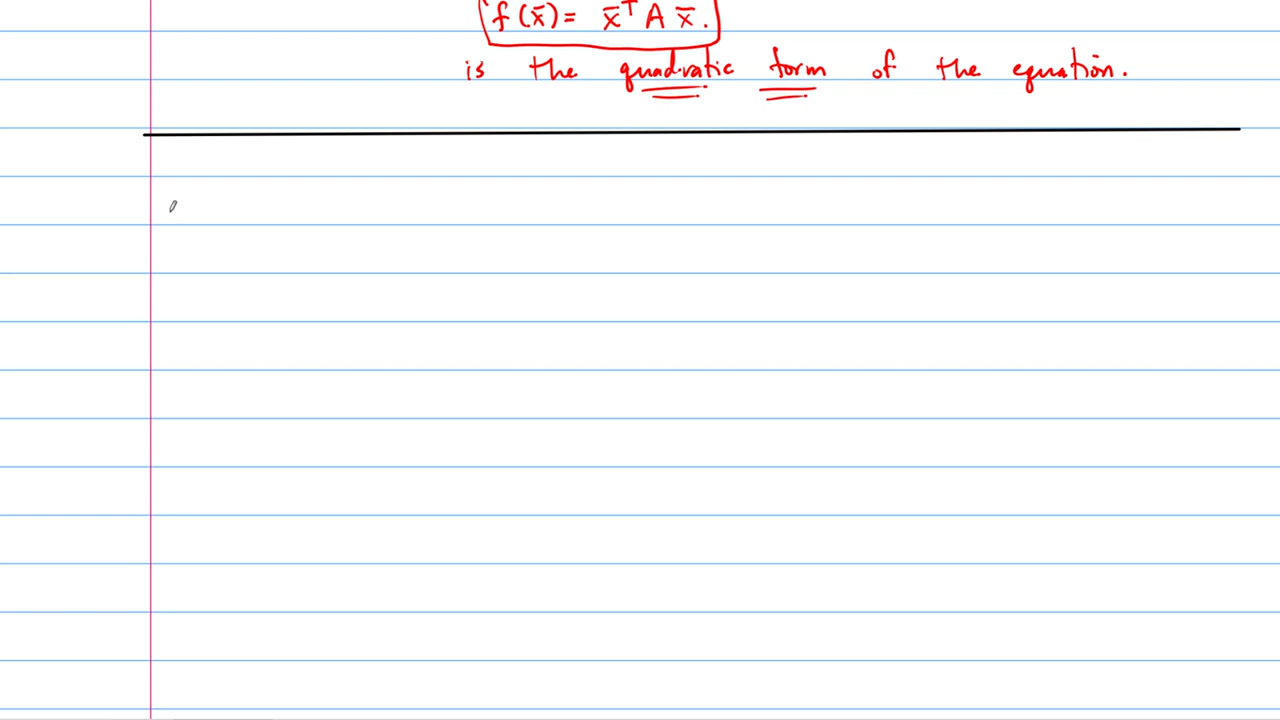 f(x̄) = x̄ᵀ A x̄.
is the quadratic form of the equation.